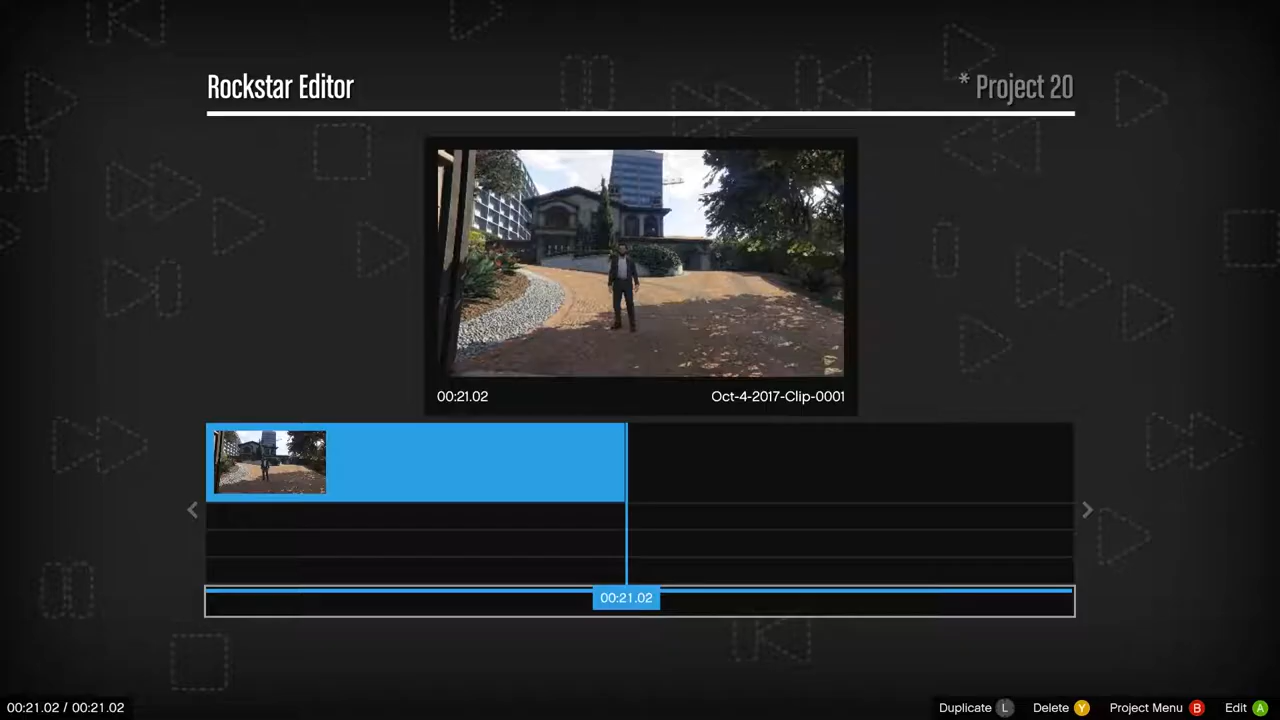 Rockstar Editor
* Project 20
00:21.02
Oct-4-2017-Clip-0001
00:21.02
00:21.02 / 00:21.02
Duplicate L Delete Y Project Menu B Edit A